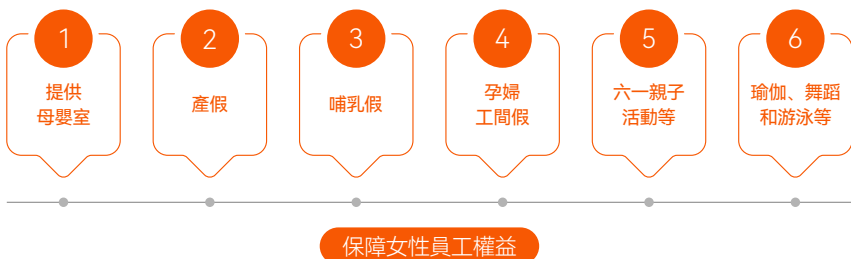 1
提供
母嬰室
2
產假
3
哺乳假
4
孕婦
工間假
5
六一親子
活動等
6
瑜伽、舞蹈
和游泳等
保障女性員工權益